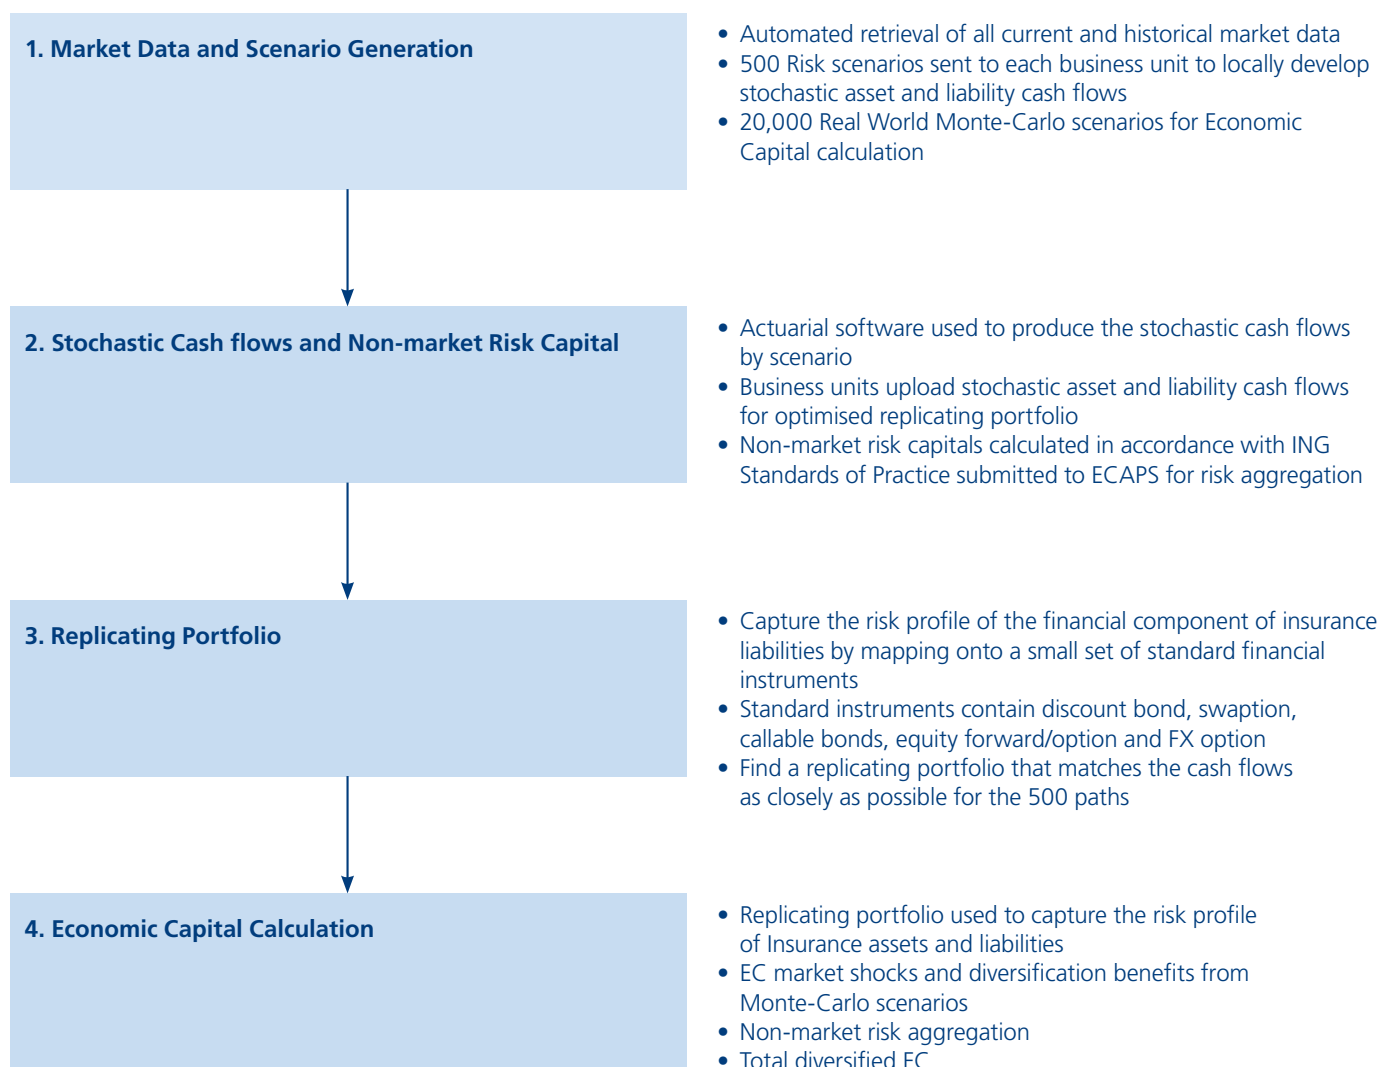 1. Market Data and Scenario Generation
• Automated retrieval of all current and historical market data
• 500 Risk scenarios sent to each business unit to locally develop
stochastic asset and liability cash flows
• 20,000 Real World Monte-Carlo scenarios for Economic
Capital calculation
2. Stochastic Cash flows and Non-market Risk Capital
• Actuarial software used to produce the stochastic cash flows
by scenario
• Business units upload stochastic asset and liability cash flows
for optimised replicating portfolio
• Non-market risk capitals calculated in accordance with ING
Standards of Practice submitted to ECAPS for risk aggregation
3. Replicating Portfolio
• Capture the risk profile of the financial component of insurance
liabilities by mapping onto a small set of standard financial
instruments
• Standard instruments contain discount bond, swaption,
callable bonds, equity forward/option and FX option
• Find a replicating portfolio that matches the cash flows
as closely as possible for the 500 paths
4. Economic Capital Calculation
• Replicating portfolio used to capture the risk profile
of Insurance assets and liabilities
• EC market shocks and diversification benefits from
Monte-Carlo scenarios
• Non-market risk aggregation
• Total diversified EC